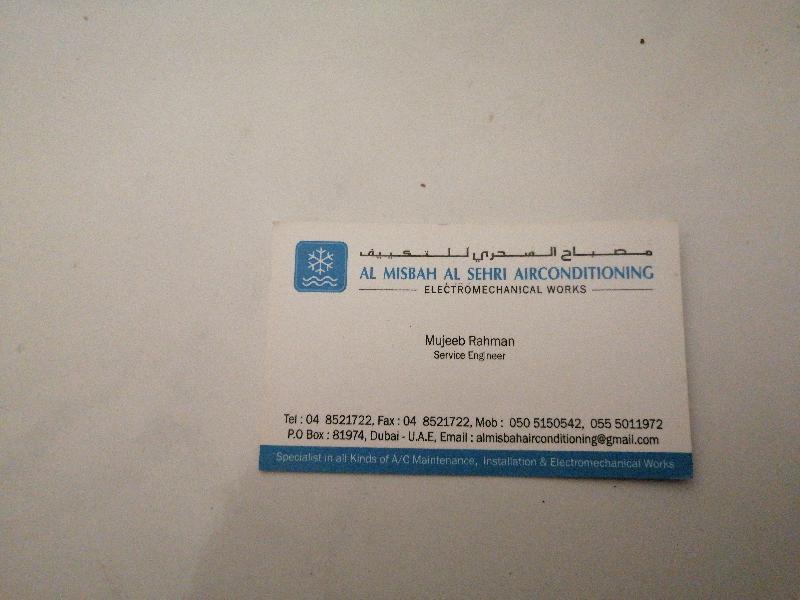 مصباح السحري للتكييف
AL MISBAH AL SEHRI AIRCONDITIONING
ELECTROMECHANICAL WORKS
Mujeeb Rahman
Service Engineer
Tel : 04 8521722, Fax : 04 8521722, Mob : 050 5150542, 055 5011972
P.O Box : 81974, Dubai - U.A.E, Email : almisbahairconditioning@gmail.com
Specialist in all Kinds of A/C Maintenance, Installation & Electromechanical Works